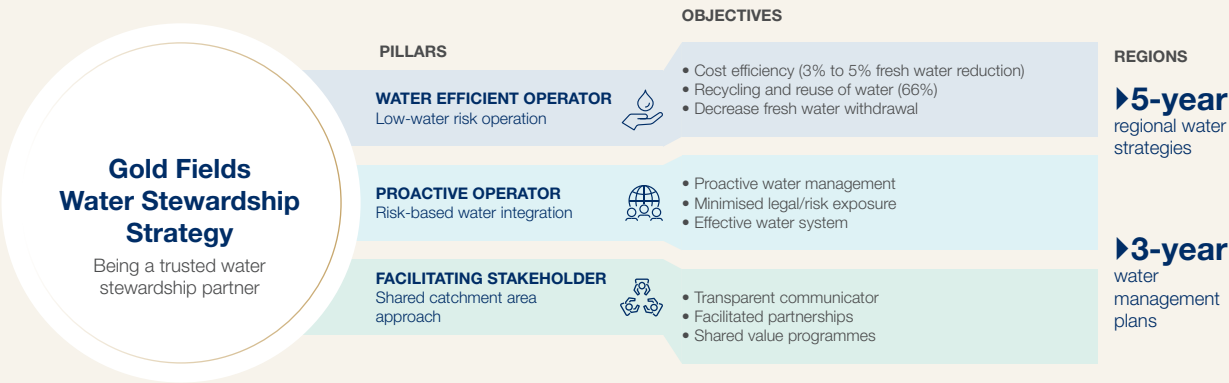 Gold Fields
Water Stewardship
Strategy
Being a trusted water
stewardship partner
PILLARS
WATER EFFICIENT OPERATOR
Low-water risk operation
PROACTIVE OPERATOR
Risk-based water integration
FACILITATING STAKEHOLDER
Shared catchment area
approach
OBJECTIVES
• Cost efficiency (3% to 5% fresh water reduction)
• Recycling and reuse of water (66%)
• Decrease fresh water withdrawal
• Proactive water management
• Minimised legal/risk exposure
• Effective water system
• Transparent communicator
• Facilitated partnerships
• Shared value programmes
REGIONS
5-year
regional water
strategies
3-year
water
management
plans